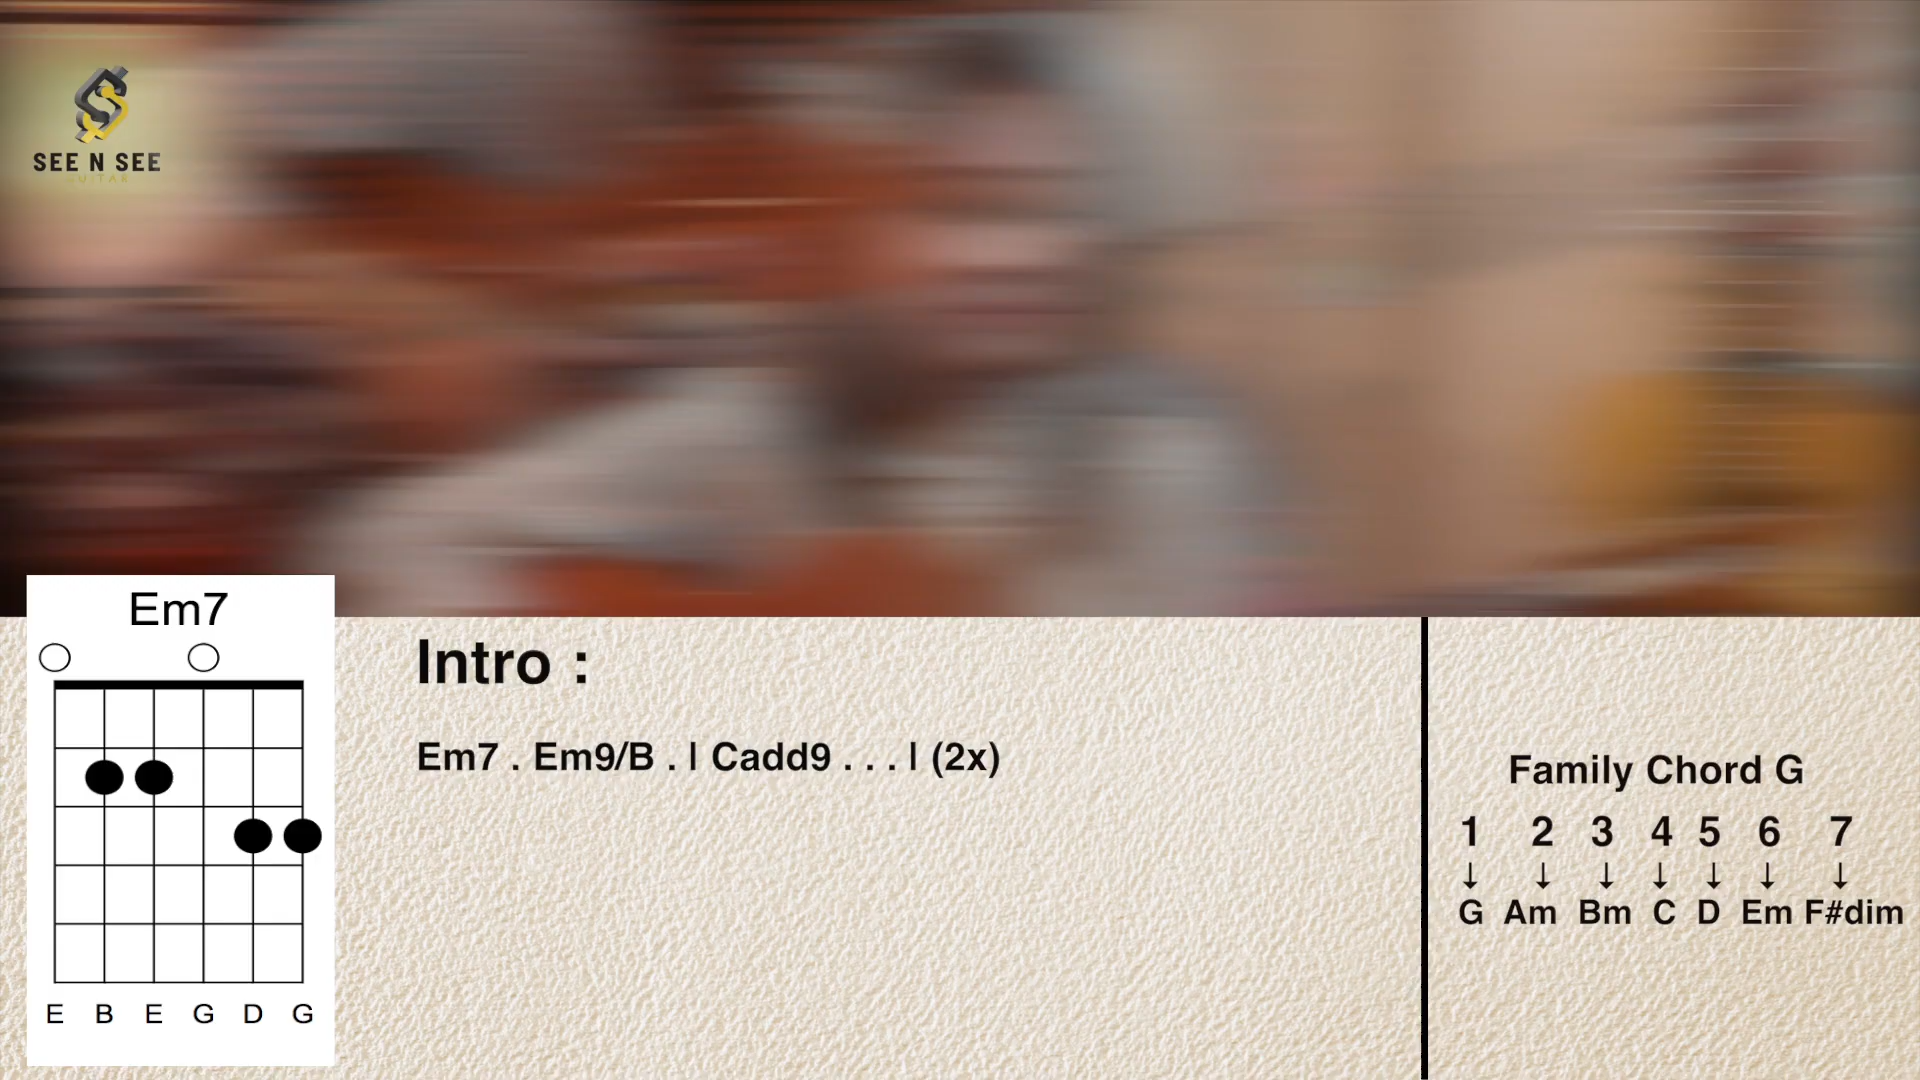 SEE N SEE
GUITAR
Em7
E B E G D G
Intro :
Em7 . Em9/B . | Cadd9 . . . | (2x)
Family Chord G
1 2 3 4 5 6 7
↓ ↓ ↓ ↓ ↓ ↓ ↓
G Am Bm C D Em F#dim